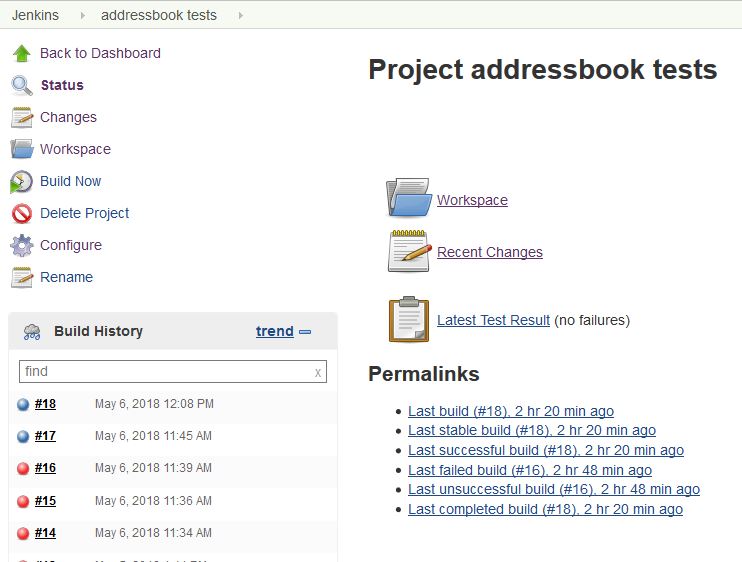 Jenkins addressbook tests
Back to Dashboard
Status
Changes
Workspace
Build Now
Delete Project
Configure
Rename
Build History trend
find x
#18 May 6, 2018 12:08 PM
#17 May 6, 2018 11:45 AM
#16 May 6, 2018 11:39 AM
#15 May 6, 2018 11:36 AM
#14 May 6, 2018 11:34 AM
Project addressbook tests
Workspace
Recent Changes
Latest Test Result (no failures)
Permalinks
Last build (#18), 2 hr 20 min ago
Last stable build (#18), 2 hr 20 min ago
Last successful build (#18), 2 hr 20 min ago
Last failed build (#16), 2 hr 48 min ago
Last unsuccessful build (#16), 2 hr 48 min ago
Last completed build (#18), 2 hr 20 min ago